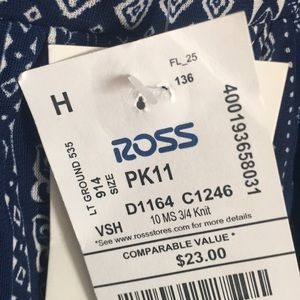 FL_25
136
H
ROSS
LT GROUND 535
914
SIZE
PK11
D1164 C1246
VSH
10 MS 3/4 Knit
*See www.rossstores.com for more details
COMPARABLE VALUE *
$23.00
400193658031